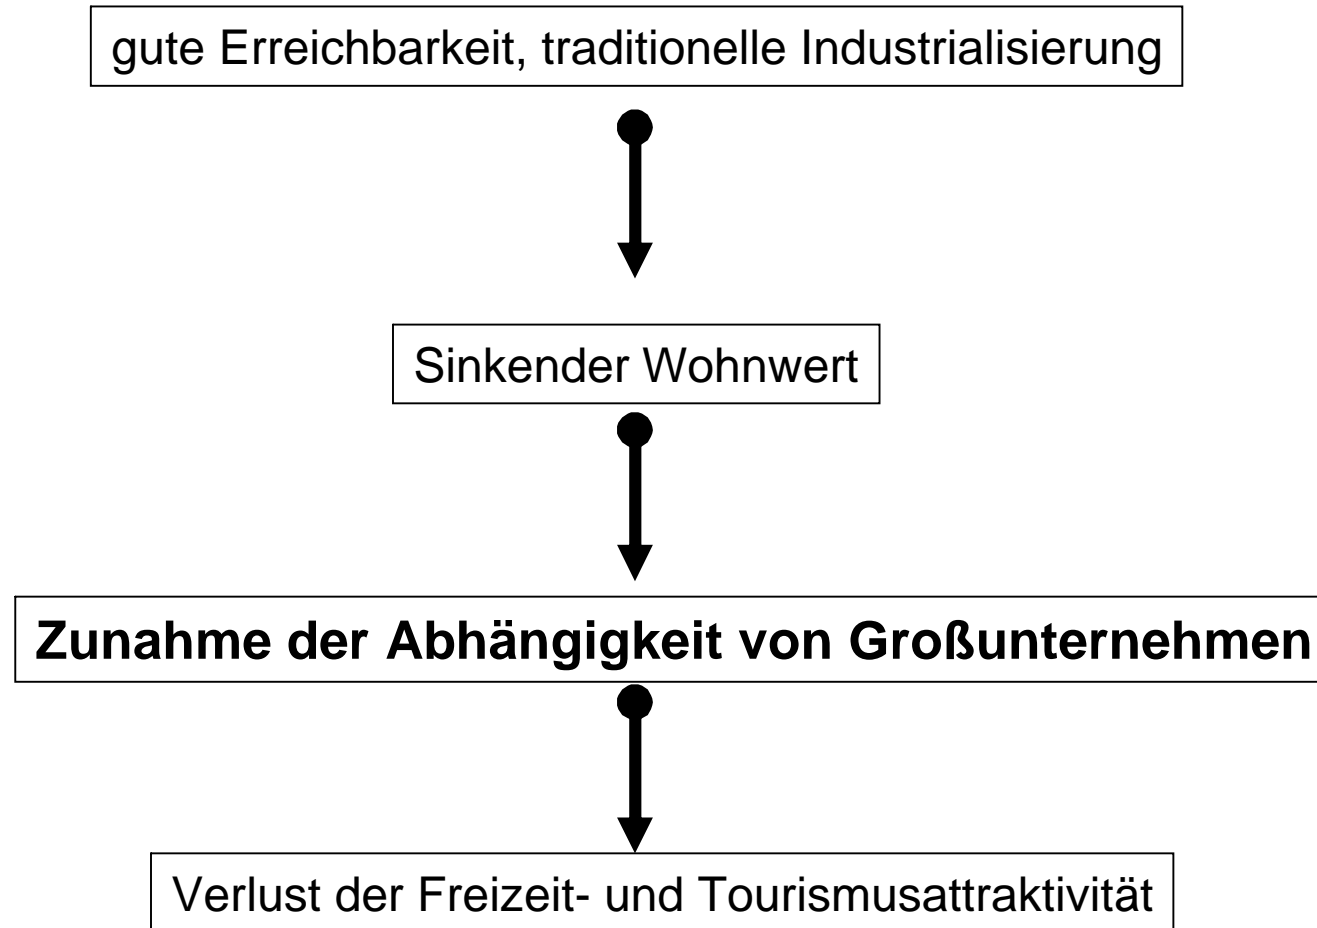 gute Erreichbarkeit, traditionelle Industrialisierung
Sinkender Wohnwert
Zunahme der Abhängigkeit von Großunternehmen
Verlust der Freizeit- und Tourismusattraktivität